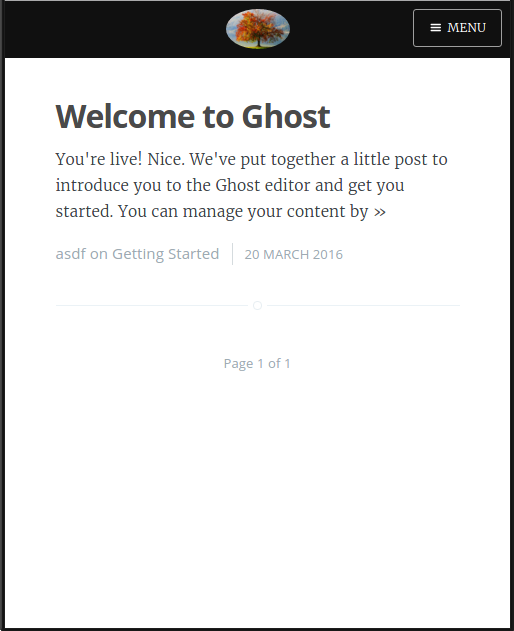 MENU
Welcome to Ghost
You're live! Nice. We've put together a little post to
introduce you to the Ghost editor and get you
started. You can manage your content by »
asdf on Getting Started
20 MARCH 2016
Page 1 of 1